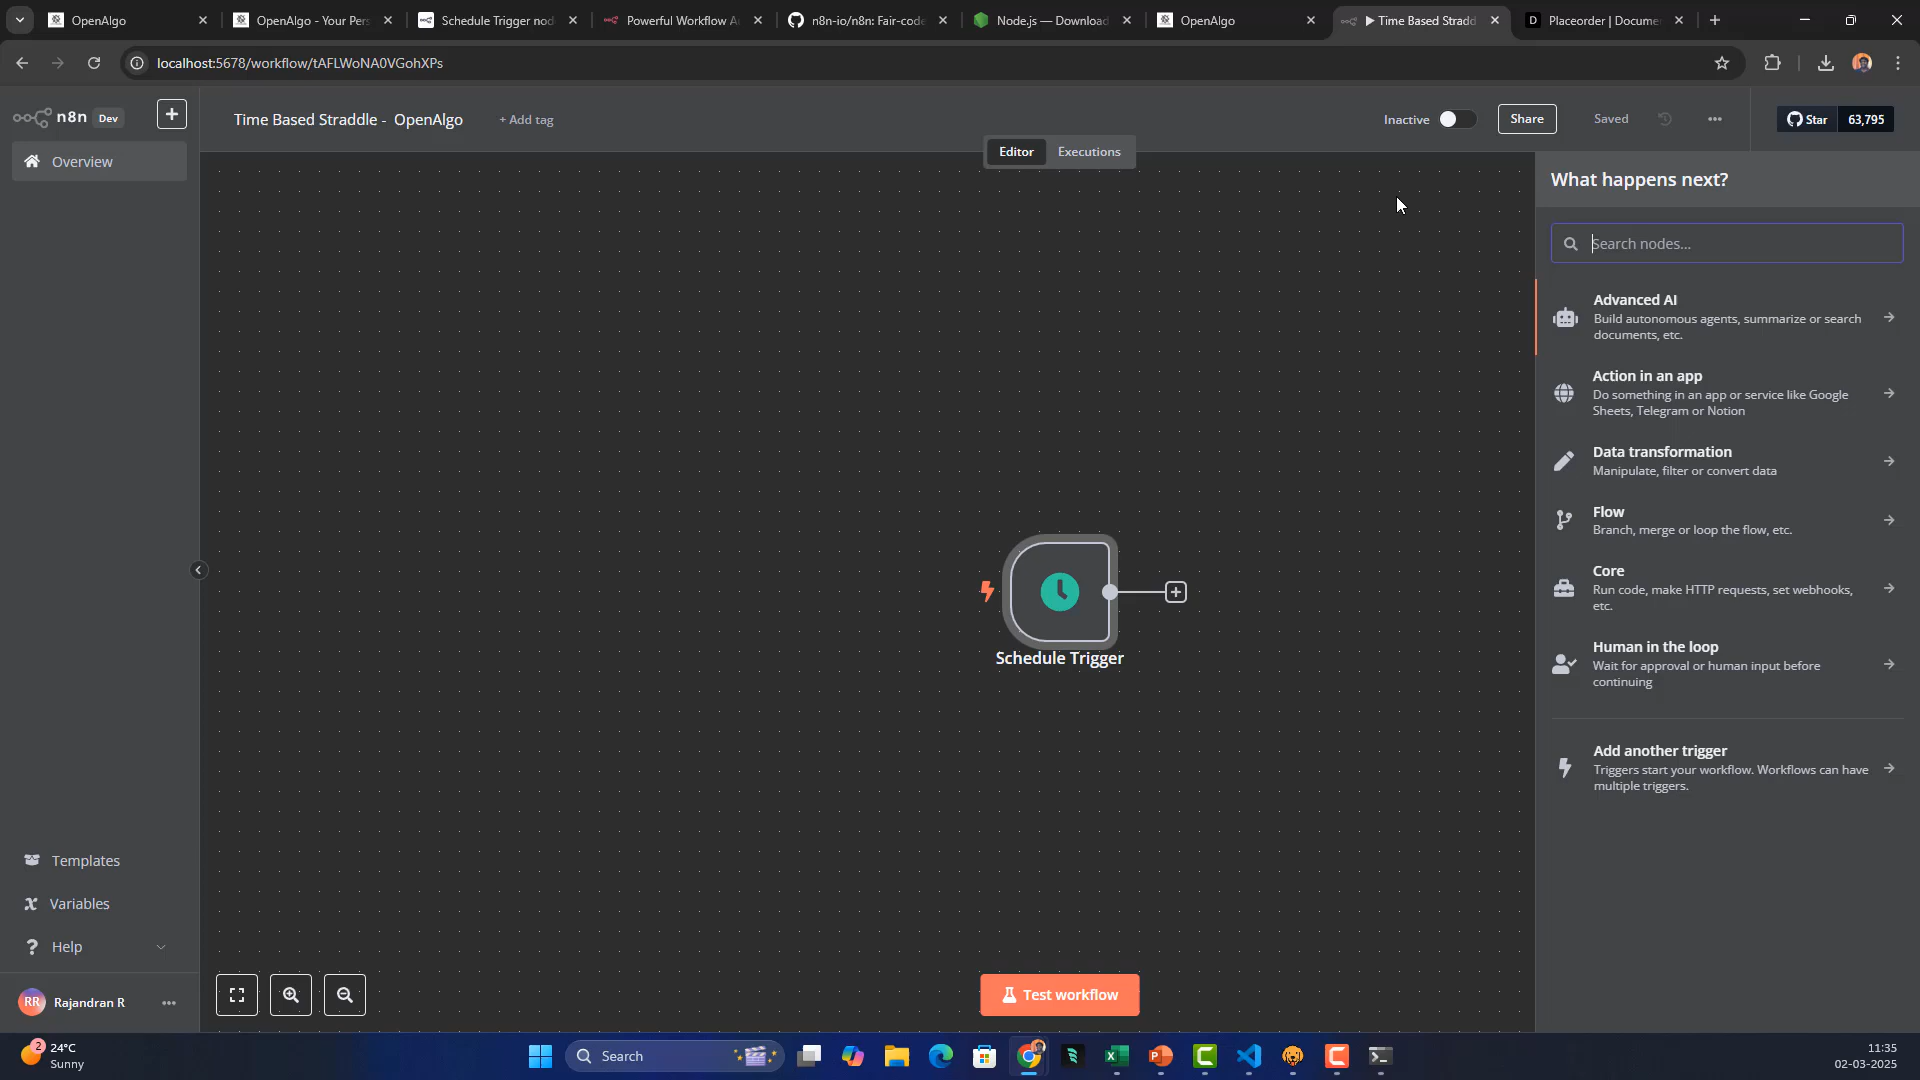 OpenAlgo
OpenAlgo - Your Pers
Schedule Trigger nod
Powerful Workflow Au
n8n-io/n8n: Fair-code
Node.js — Download
OpenAlgo
▶ Time Based Stradd
Placeorder | Docume
localhost:5678/workflow/tAFLWoNA0VGohXPs
n8n
Dev
Time Based Straddle - OpenAlgo
+ Add tag
Inactive
Share
Saved
Star
63,795
Overview
Editor
Executions
What happens next?
Search nodes...
Advanced AI
Build autonomous agents, summarize or search
documents, etc.
Action in an app
Do something in an app or service like Google
Sheets, Telegram or Notion
Data transformation
Manipulate, filter or convert data
Flow
Branch, merge or loop the flow, etc.
Core
Run code, make HTTP requests, set webhooks,
etc.
Human in the loop
Wait for approval or human input before
continuing
Add another trigger
Triggers start your workflow. Workflows can have
multiple triggers.
Schedule Trigger
Templates
Variables
Help
RR
Rajandran R
Test workflow
2
24°C
Sunny
Search
11:35
02-03-2025